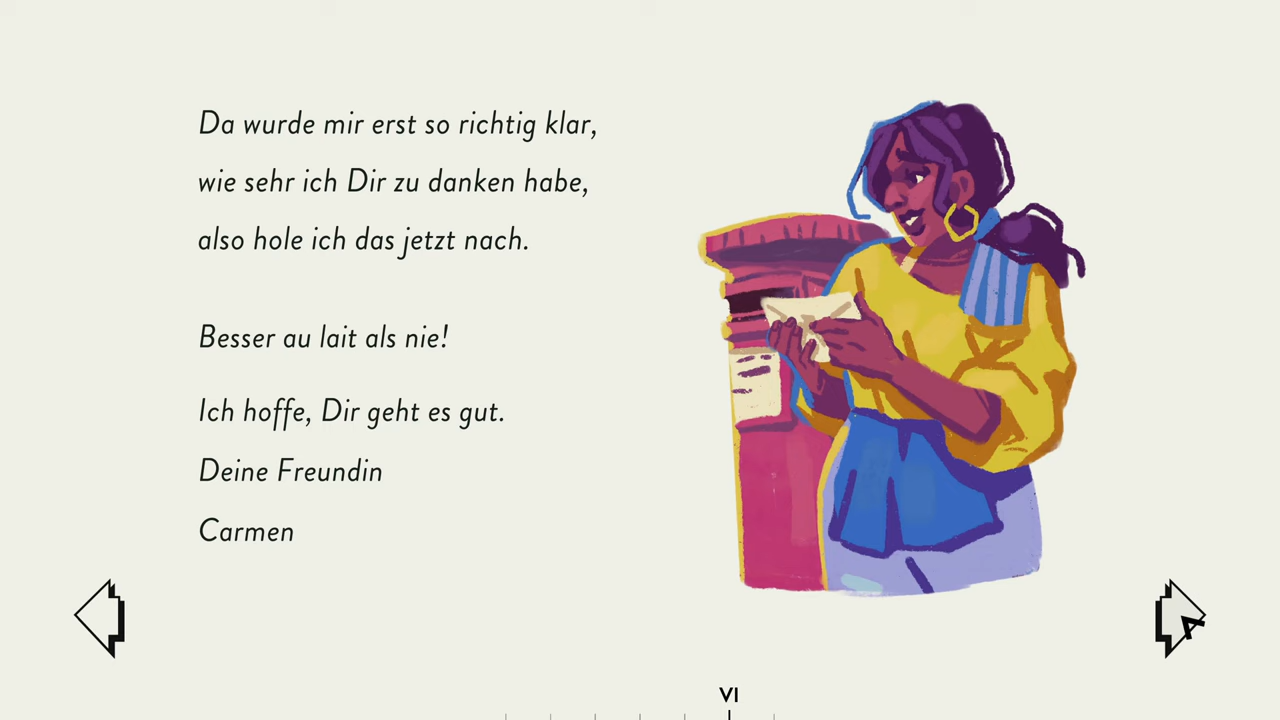 Da wurde mir erst so richtig klar,
wie sehr ich Dir zu danken habe,
also hole ich das jetzt nach.
Besser au lait als nie!
Ich hoffe, Dir geht es gut.
Deine Freundin
Carmen
VI